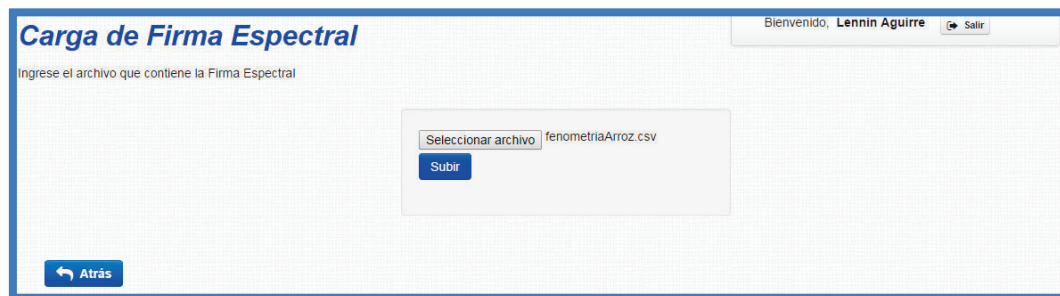 Carga de Firma Espectral
Bienvenido, Lennin Aguirre Salir
Ingrese el archivo que contiene la Firma Espectral
Seleccionar archivo fenometriaArroz.csv
Subir
Atrás